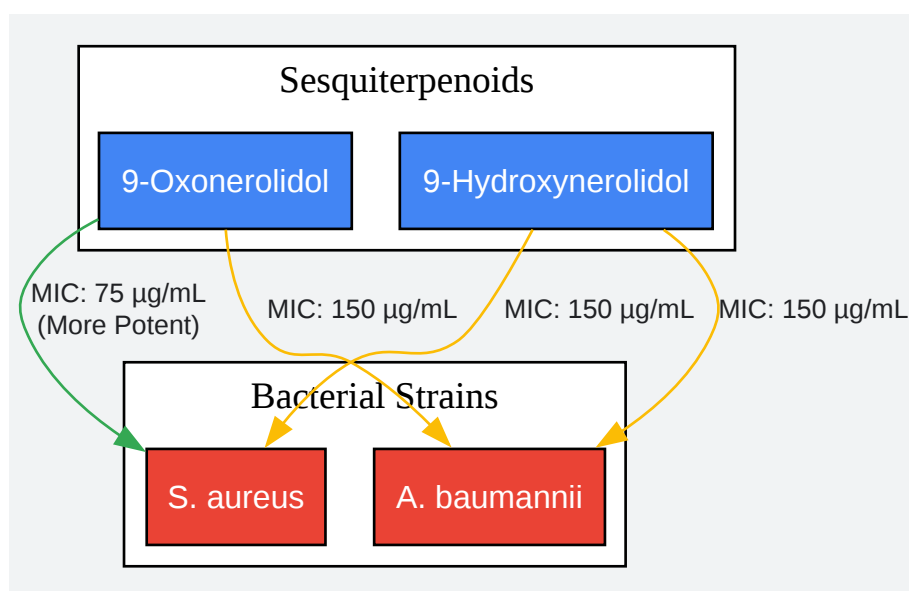 Sesquiterpenoids
9-Oxonerolidol
9-Hydroxynerolidol
MIC: 75 µg/mL
(More Potent)
MIC: 150 µg/mL
MIC: 150 µg/mL
MIC: 150 µg/mL
Bacterial Strains
S. aureus
A. baumannii